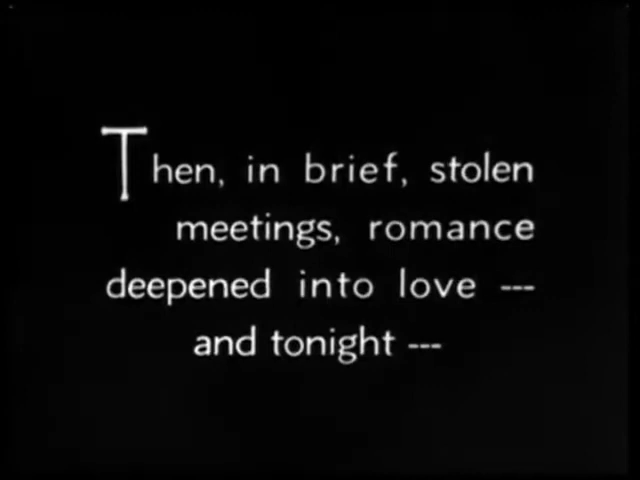 Then, in brief, stolen
meetings, romance
deepened into love ---
and tonight ---